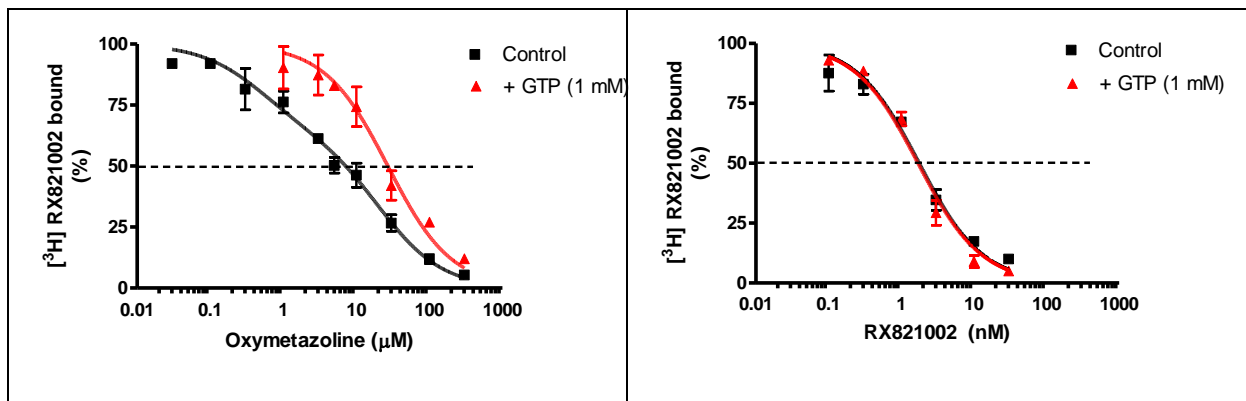 100
75
50
25
0
[³H] RX821002 bound
(%)
0.01 0.1 1 10 100 1000
Oxymetazoline (μM)
Control
+ GTP (1 mM)
100
75
50
25
0
[³H] RX821002 bound
(%)
0.01 0.1 1 10 100 1000
RX821002 (nM)
Control
+ GTP (1 mM)